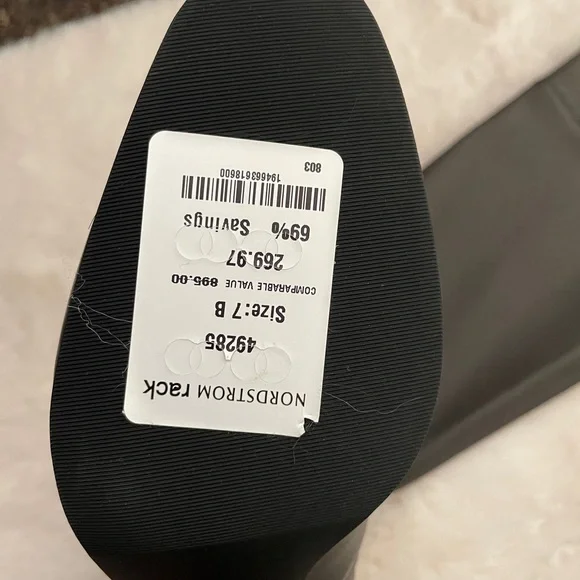 NORDSTROM rack
49285
Size: 7 B
COMPARABLE VALUE 895.00
269.97
69% Savings
194663618600
803